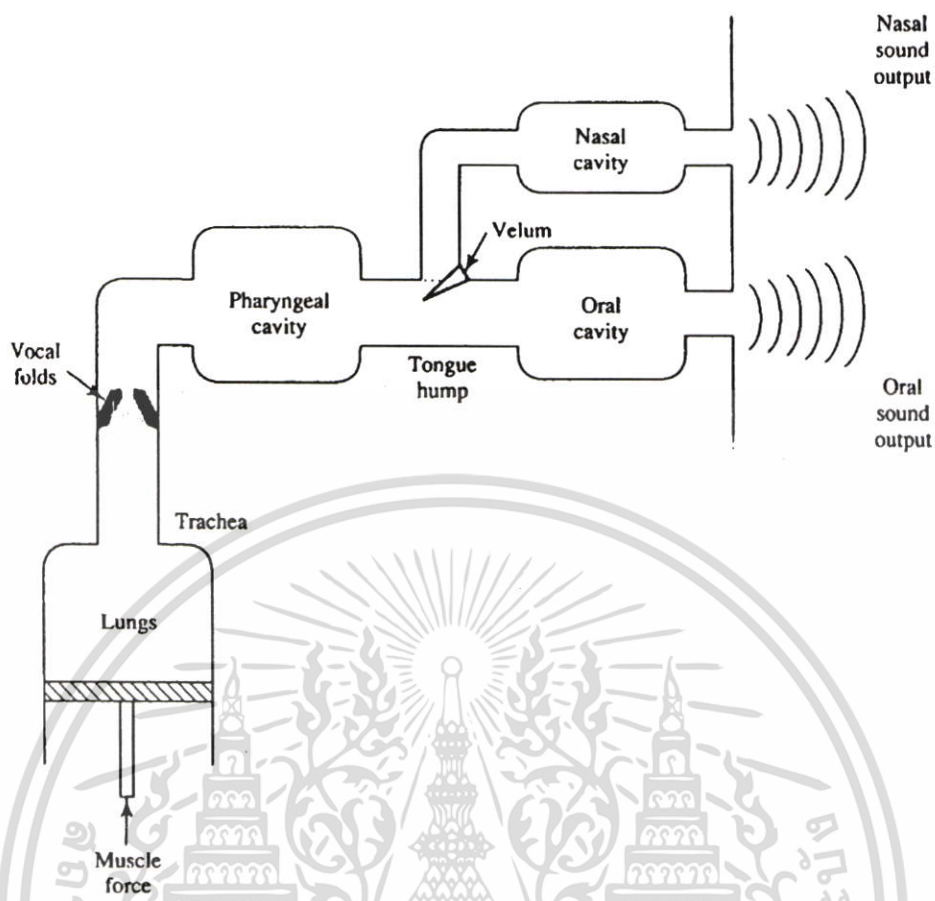 Nasal
sound
output
Nasal
cavity
Velum
Pharyngeal
cavity
Oral
cavity
Vocal
folds
Tongue
hump
Oral
sound
output
Trachea
Lungs
Muscle
force